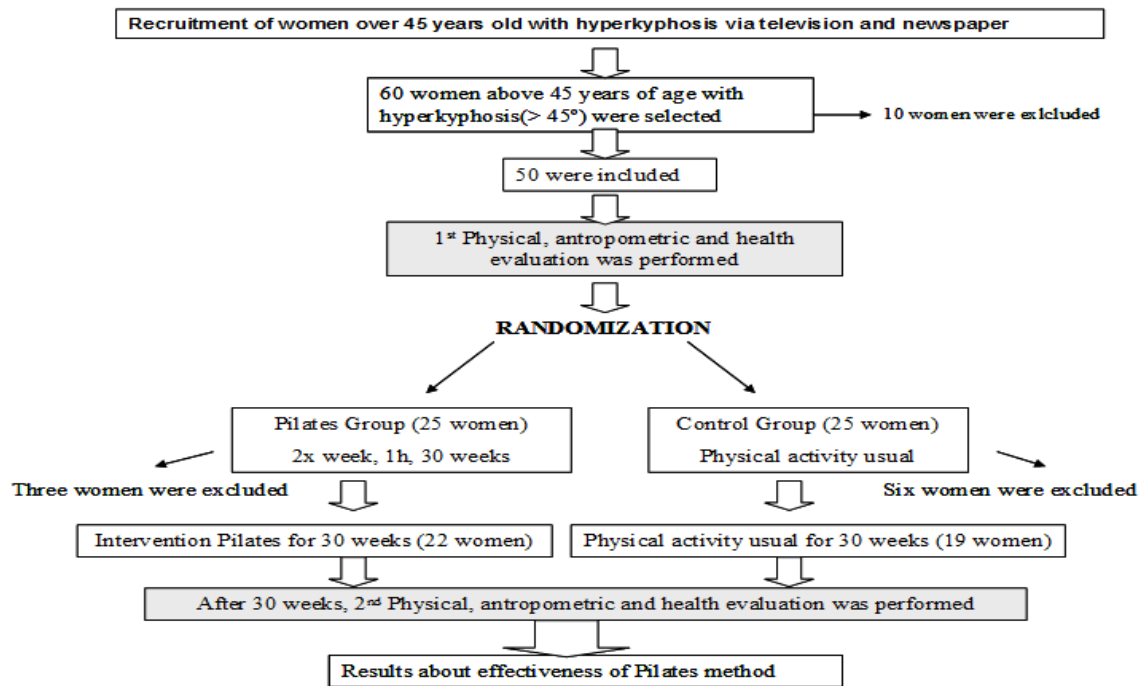 Recruitment of women over 45 years old with hyperkyphosis via television and newspaper
60 women above 45 years of age with
hyperkyphosis(> 45°) were selected
10 women were exlcluded
50 were included
1st Physical, antropometric and health
evaluation was performed
RANDOMIZATION
Pilates Group (25 women)
2x week, 1h, 30 weeks
Control Group (25 women)
Physical activity usual
Three women were excluded
Six women were excluded
Intervention Pilates for 30 weeks (22 women)
Physical activity usual for 30 weeks (19 women)
After 30 weeks, 2nd Physical, antropometric and health evaluation was performed
Results about effectiveness of Pilates method